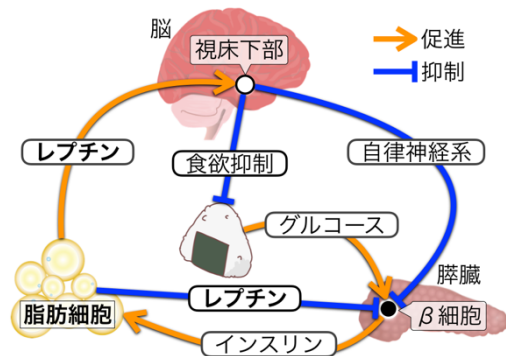 脳
視床下部
促進
抑制
レプチン
食欲抑制
自律神経系
グルコース
膵臓
脂肪細胞
レプチン
β細胞
インスリン